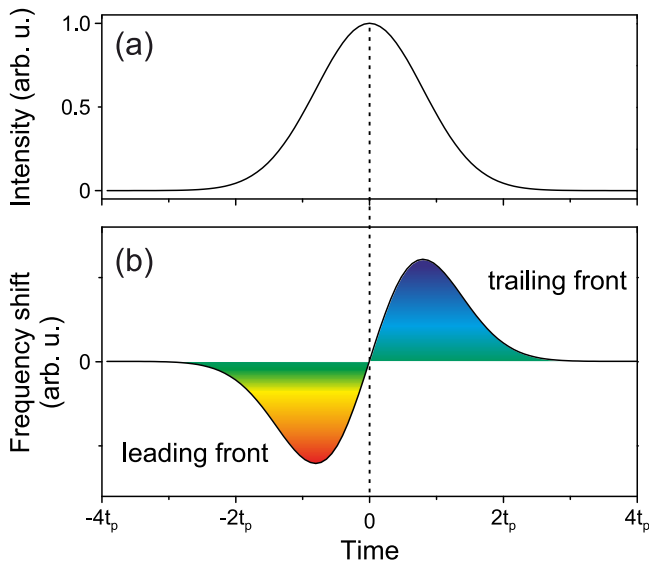 (a)
Intensity (arb. u.)
1.0
0.5
0
(b)
Frequency shift
(arb. u.)
0
trailing front
leading front
-4tₚ
-2tₚ
0
2tₚ
4tₚ
Time